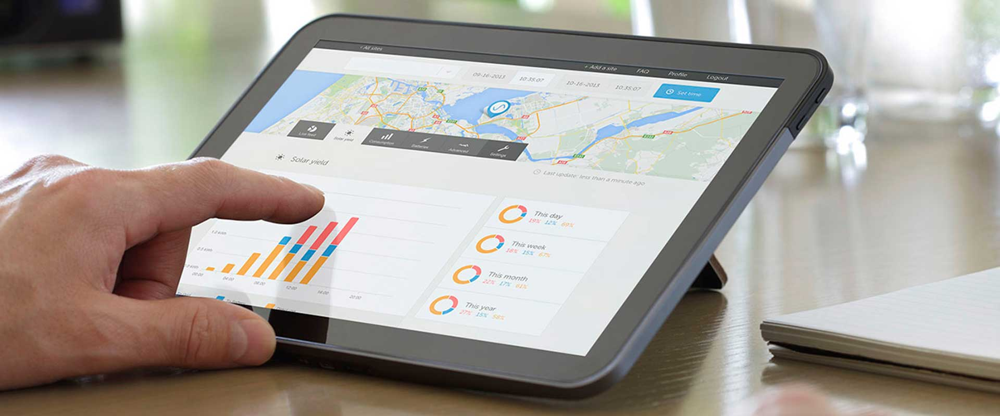 ‹ All sites
+ Add a site FAQ Profile Logout
09-16-2013 10:35:07 10-16-2013 10:35:07 Set time
Live feed Solar yield Consumption Batteries Advanced Settings
Solar yield
Last update: less than a minute ago
1.0 kWh
0.5 kWh
0.0 kWh
00:00 04:00 08:00 12:00 16:00 20:00
This day
19% 12% 69%
This week
18% 15% 67%
This month
22% 17% 61%
This year
27% 15% 58%